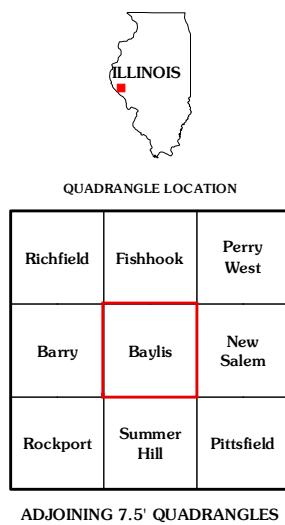 ILLINOIS
QUADRANGLE LOCATION
Richfield
Fishhook
Perry
West
Barry
Baylis
New
Salem
Rockport
Summer
Hill
Pittsfield
ADJOINING 7.5' QUADRANGLES